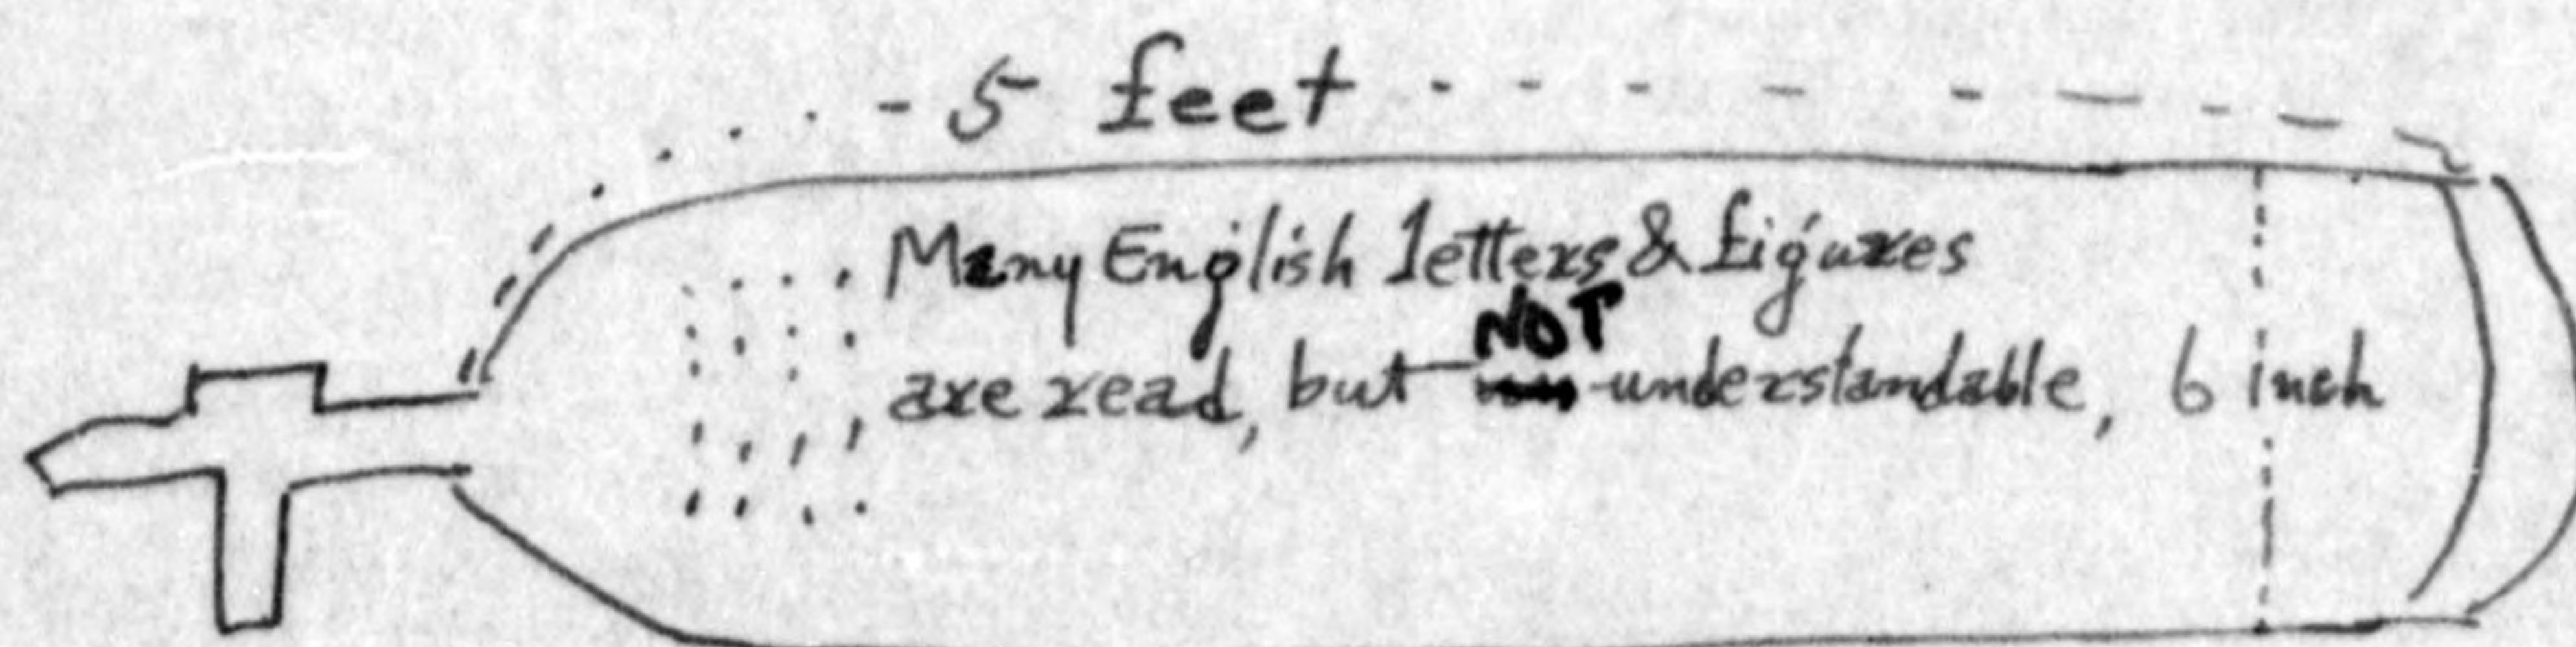 5 feet
Many English letters & figures
NOT
are read, but understandable, 6 inch